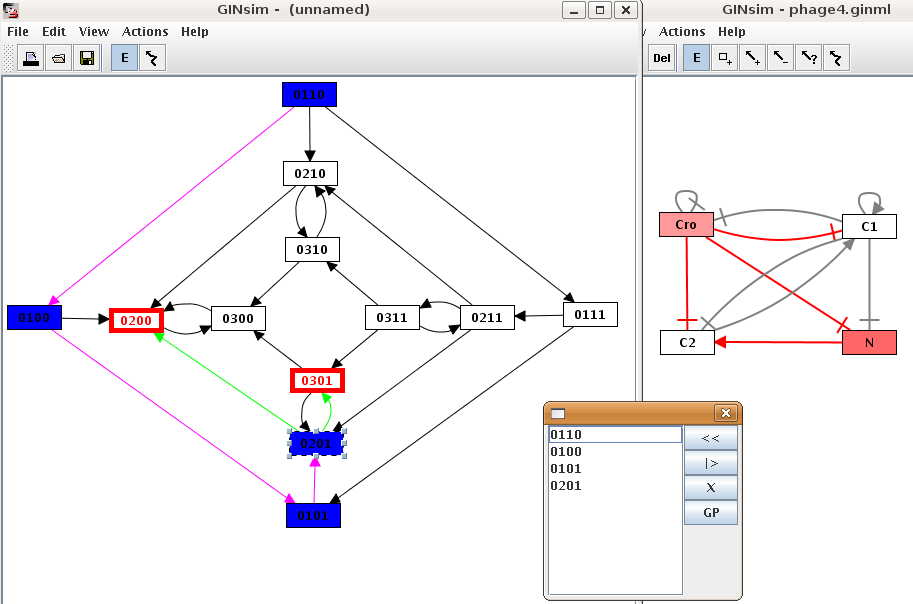 GINsim - (unnamed)
File Edit View Actions Help
E
0110
0210
0310
0100
0200
0300
0311
0211
0111
0301
0201
0101
GINsim - phage4.ginml
Actions Help
Del E
Cro
C1
C2
N
0110
0100
0101
0201
<<
|>
X
GP